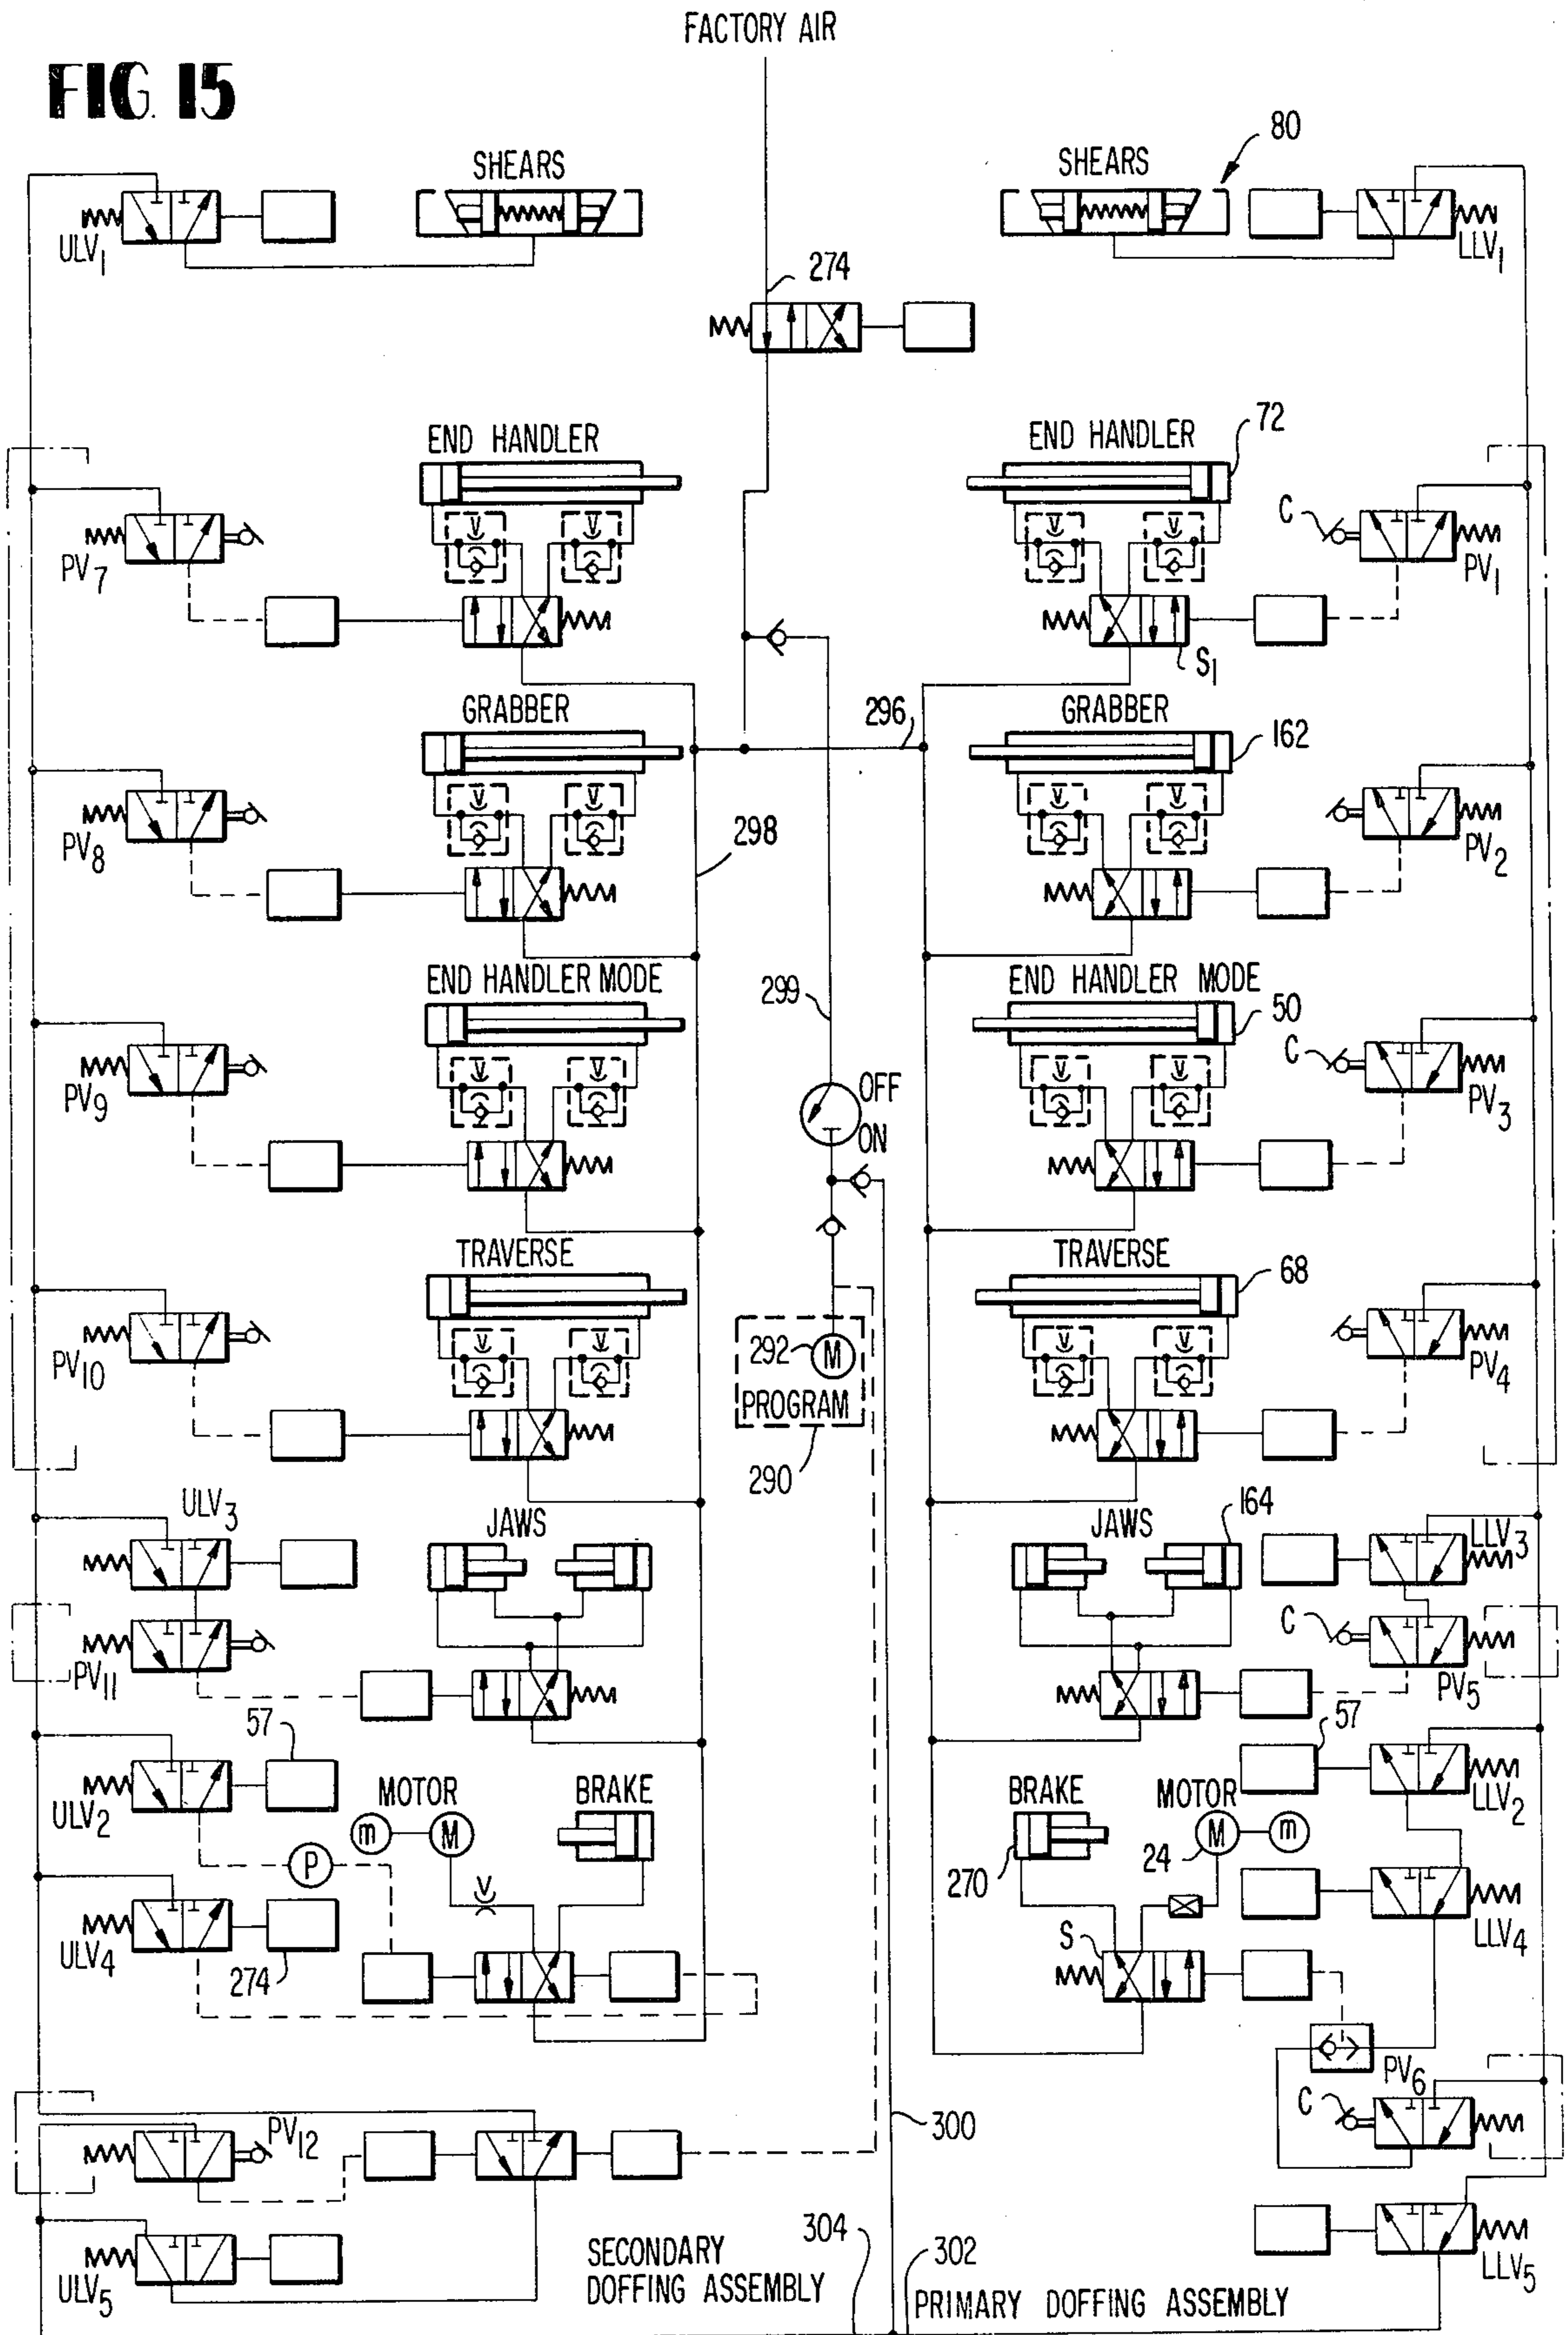 FACTORY AIR
FIG. 15
SHEARS
SHEARS
80
ULV1
LLV1
274
END HANDLER
END HANDLER
72
C
V V V V
PV7
PV1
S1
GRABBER
296
GRABBER
162
V V V V
PV8
298
PV2
END HANDLER MODE
299
END HANDLER MODE
50
C
V V V V
PV9
OFF
ON
PV3
TRAVERSE
TRAVERSE
68
V V V V
PV10
292 M
PROGRAM
PV4
290
ULV3
JAWS
JAWS
164
LLV3
C
PV11
PV5
57
57
MOTOR
BRAKE
BRAKE
MOTOR
ULV2
m M
M m
LLV2
P
24
270
V
ULV4
274
S
LLV4
PV6
C
PV12
300
304
302
SECONDARY
DOFFING ASSEMBLY
PRIMARY DOFFING ASSEMBLY
ULV5
LLV5